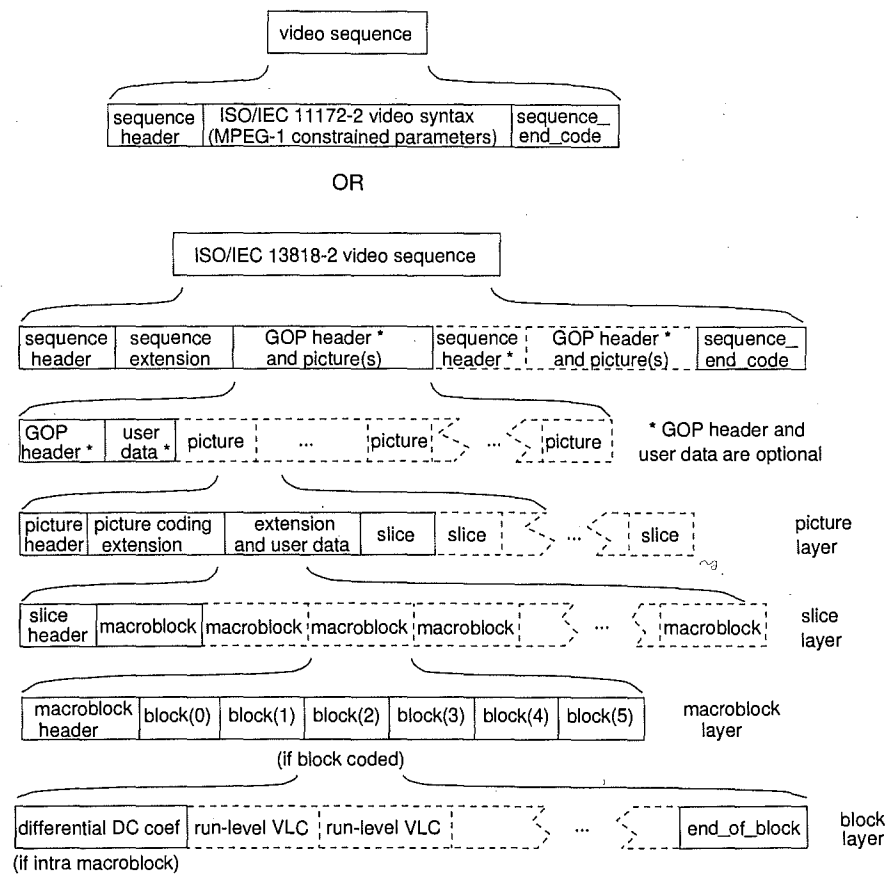 video sequence
sequence header
ISO/IEC 11172-2 video syntax
(MPEG-1 constrained parameters)
sequence_
end_code
OR
ISO/IEC 13818-2 video sequence
sequence header
sequence extension
GOP header *
and picture(s)
sequence header *
GOP header *
and picture(s)
sequence_
end_code
GOP header *
user data *
picture
...
picture
...
picture
* GOP header and
user data are optional
picture header
picture coding extension
extension
and user data
slice
slice
...
slice
picture
layer
slice header
macroblock
macroblock
macroblock
macroblock
...
macroblock
slice
layer
macroblock
header
block(0)
block(1)
block(2)
block(3)
block(4)
block(5)
macroblock
layer
(if block coded)
differential DC coef
run-level VLC
run-level VLC
...
end_of_block
block
layer
(if intra macroblock)